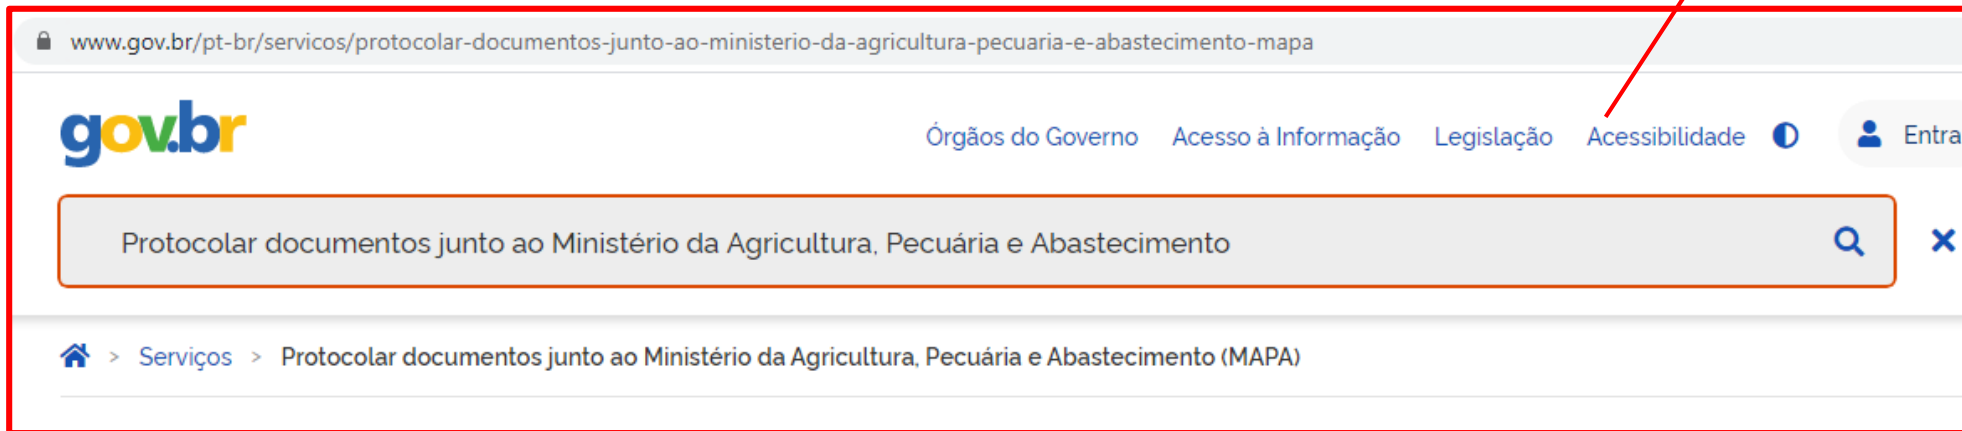 www.gov.br/pt-br/servicos/protocolar-documentos-junto-ao-ministerio-da-agricultura-pecuaria-e-abastecimento-mapa
gov.br
Órgãos do Governo Acesso à Informação Legislação Acessibilidade Entra
Protocolar documentos junto ao Ministério da Agricultura, Pecuária e Abastecimento
> Serviços > Protocolar documentos junto ao Ministério da Agricultura, Pecuária e Abastecimento (MAPA)